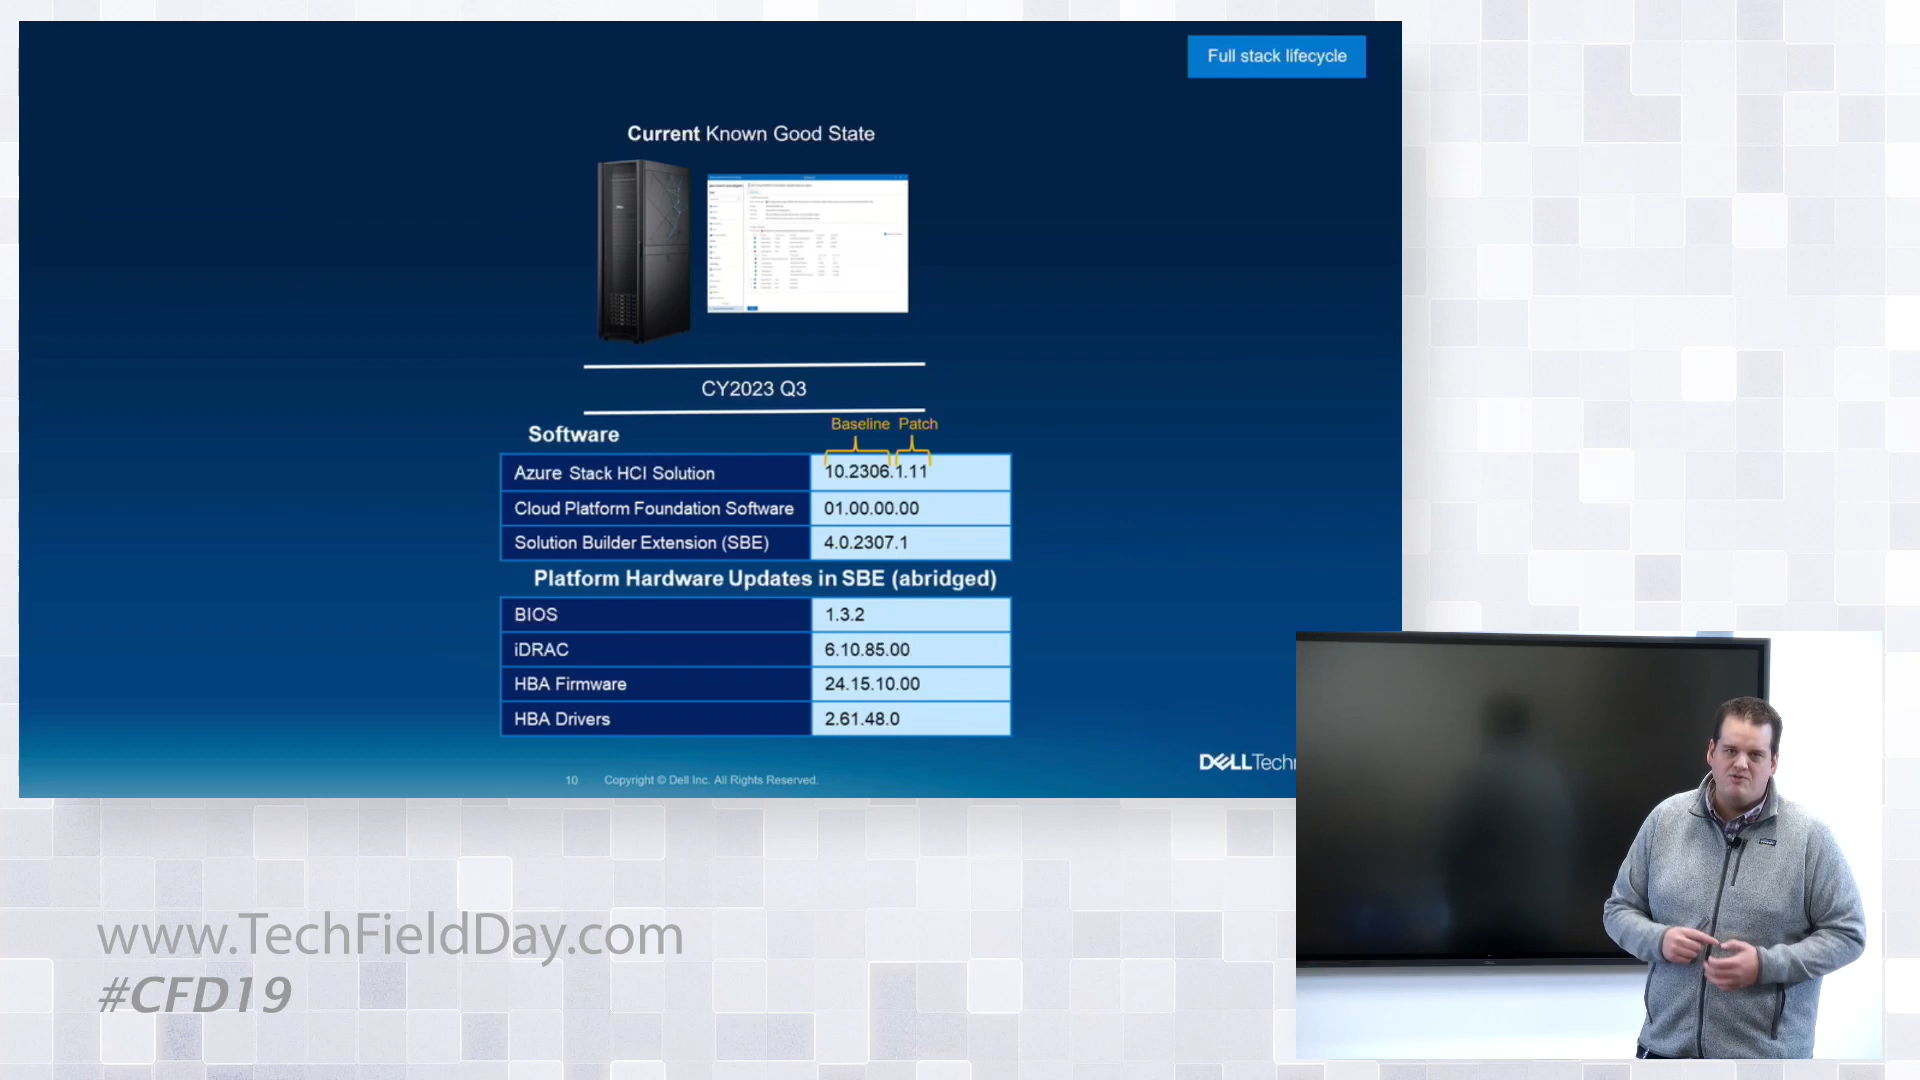 Full stack lifecycle
Current Known Good State
CY2023 Q3
Baseline Patch
Software
Azure Stack HCI Solution 10.2306.1.11
Cloud Platform Foundation Software 01.00.00.00
Solution Builder Extension (SBE) 4.0.2307.1
Platform Hardware Updates in SBE (abridged)
BIOS 1.3.2
iDRAC 6.10.85.00
HBA Firmware 24.15.10.00
HBA Drivers 2.61.48.0
10 Copyright © Dell Inc. All Rights Reserved.
DELLTechn
www.TechFieldDay.com
#CFD19